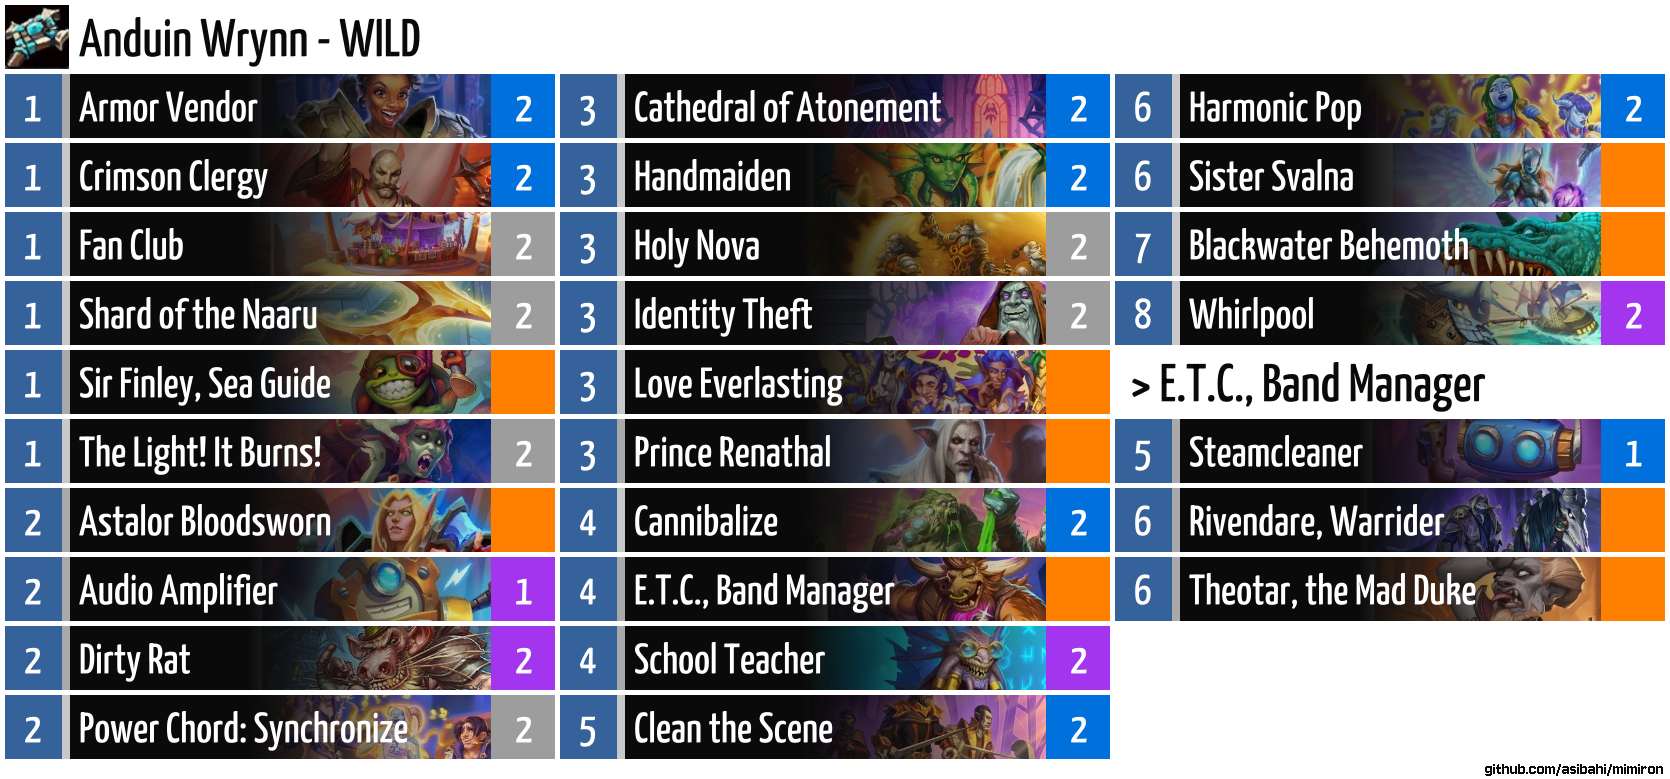 Anduin Wrynn - WILD
1 Armor Vendor 2
1 Crimson Clergy 2
1 Fan Club 2
1 Shard of the Naaru 2
1 Sir Finley, Sea Guide
1 The Light! It Burns! 2
2 Astalor Bloodsworn
2 Audio Amplifier 1
2 Dirty Rat 2
2 Power Chord: Synchronize 2
3 Cathedral of Atonement 2
3 Handmaiden 2
3 Holy Nova 2
3 Identity Theft 2
3 Love Everlasting
3 Prince Renathal
4 Cannibalize 2
4 E.T.C., Band Manager
4 School Teacher 2
5 Clean the Scene 2
6 Harmonic Pop 2
6 Sister Svalna
7 Blackwater Behemoth
8 Whirlpool 2
> E.T.C., Band Manager
5 Steamcleaner 1
6 Rivendare, Warrider
6 Theotar, the Mad Duke
github.com/asibahi/mimiron